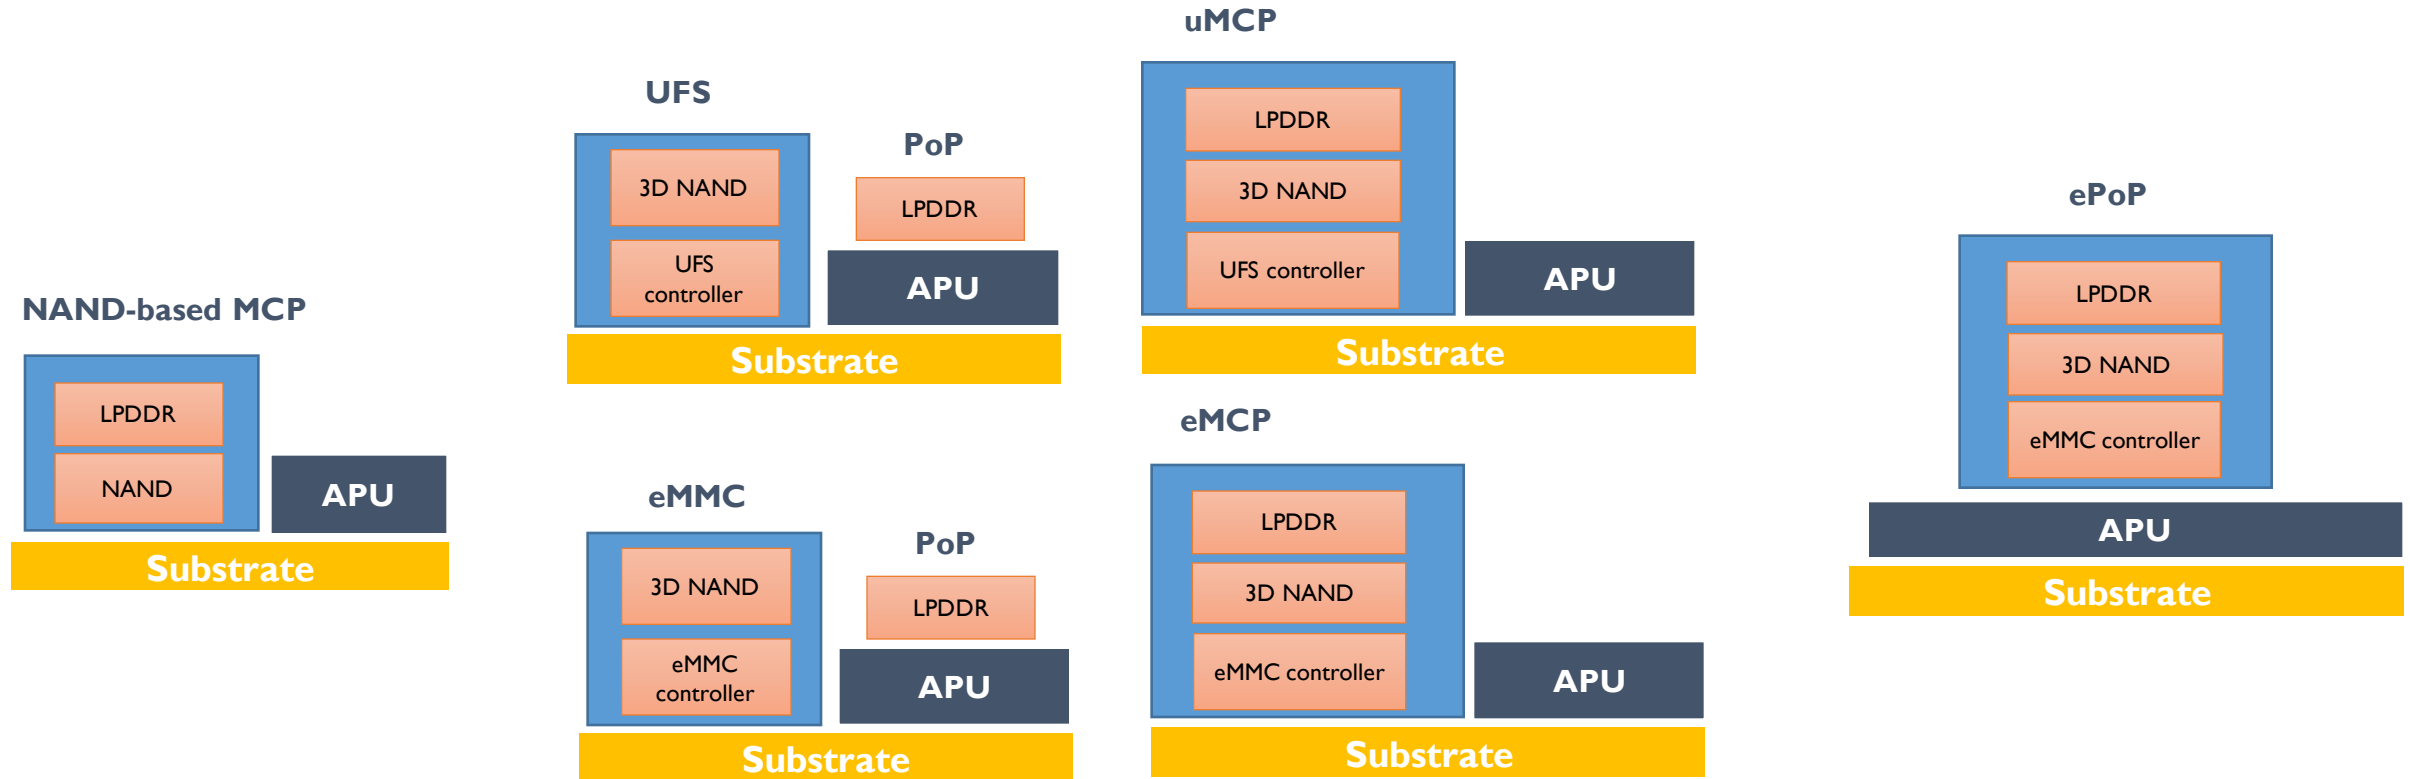 NAND-based MCP
LPDDR
NAND
APU
Substrate
UFS
3D NAND
UFS
controller
PoP
LPDDR
APU
Substrate
eMMC
3D NAND
eMMC
controller
PoP
LPDDR
APU
Substrate
uMCP
LPDDR
3D NAND
UFS controller
APU
Substrate
eMCP
LPDDR
3D NAND
eMMC controller
APU
Substrate
ePoP
LPDDR
3D NAND
eMMC controller
APU
Substrate